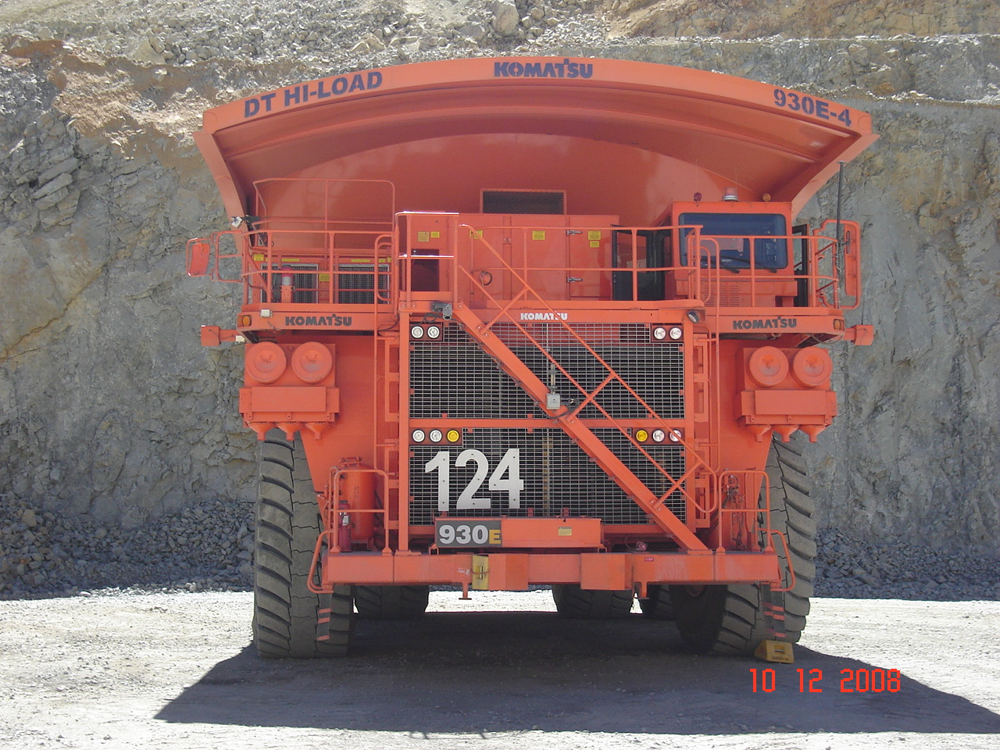 DT HI-LOAD
KOMATSU
930E-4
KOMATSU
KOMATSU
KOMATSU
124
930E
10 12 2008